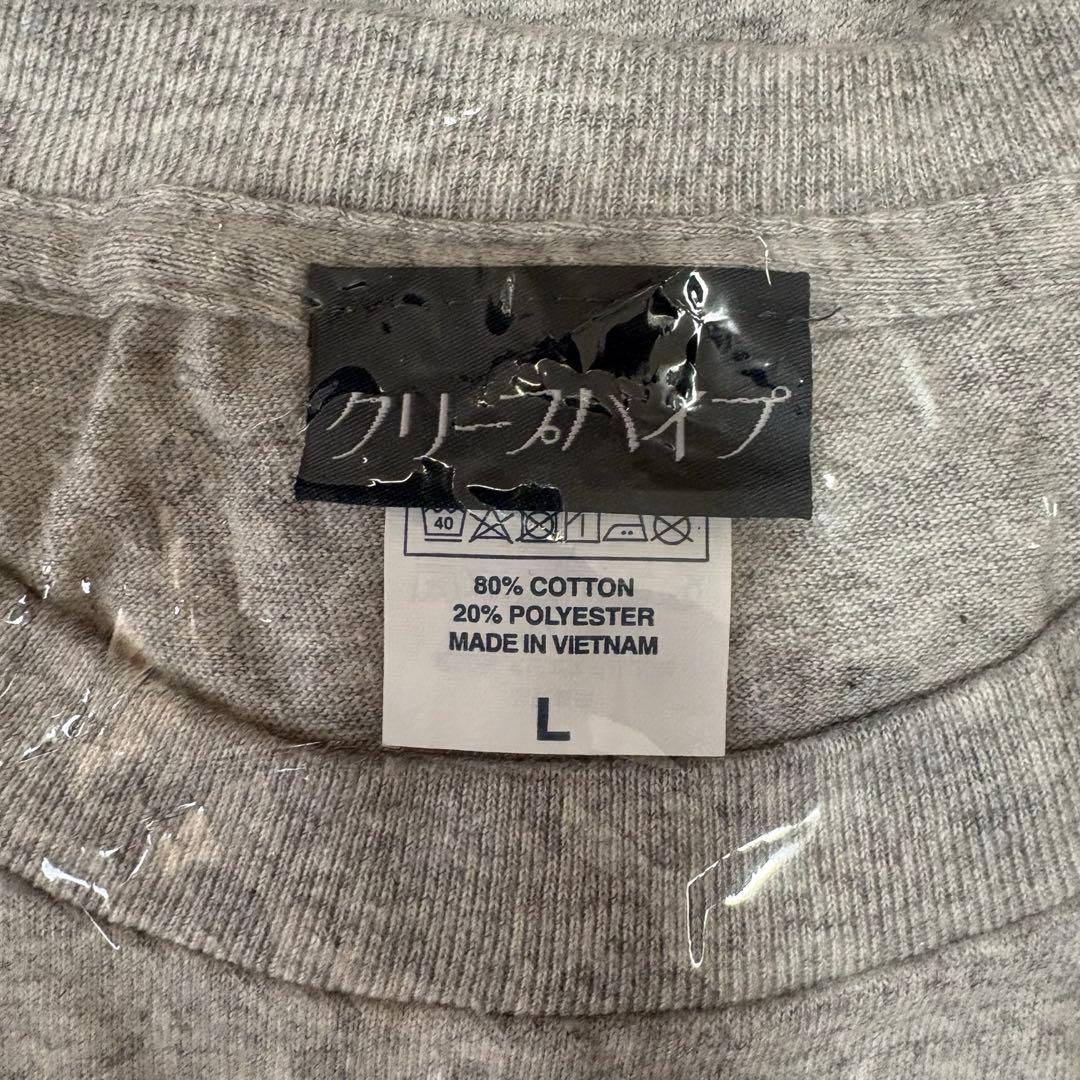 クリープハイプ
40
80% COTTON
20% POLYESTER
MADE IN VIETNAM
L